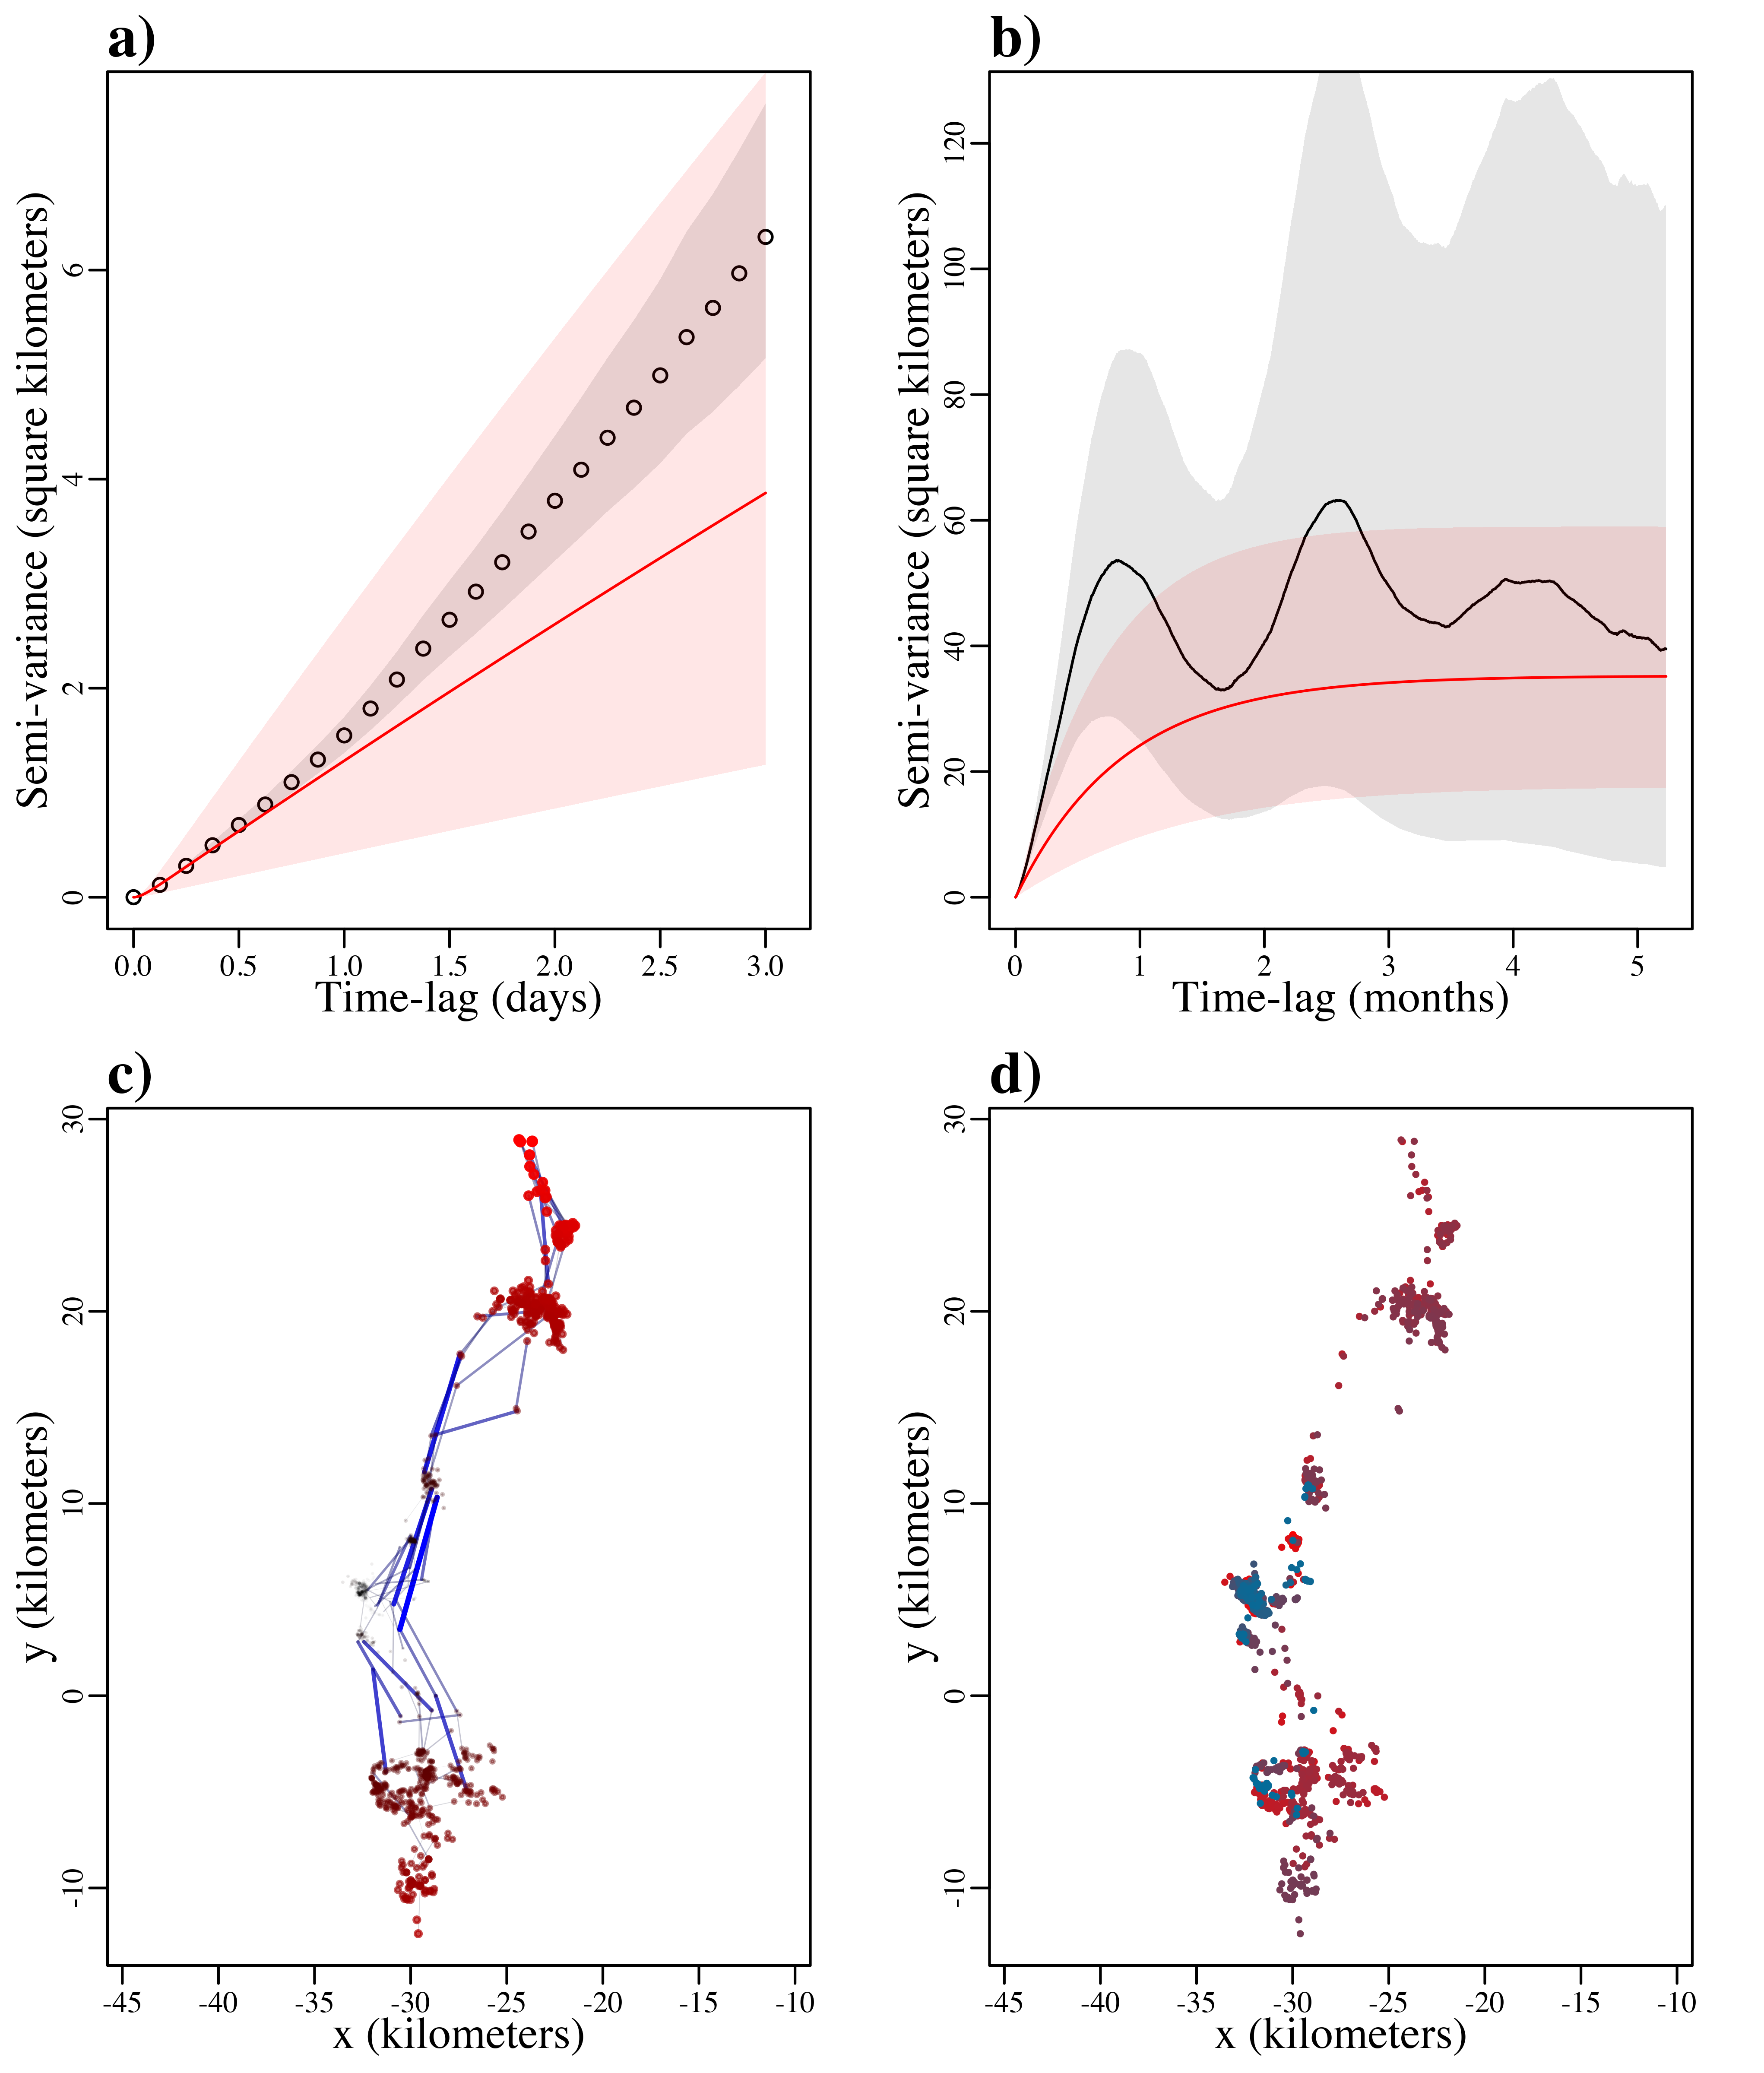 a)
Semi-variance (square kilometers)
0 2 4 6
0.0 0.5 1.0 1.5 2.0 2.5 3.0
Time-lag (days)
b)
Semi-variance (square kilometers)
0 20 40 60 80 100 120
0 1 2 3 4 5
Time-lag (months)
c)
y (kilometers)
-10 0 10 20 30
-45 -40 -35 -30 -25 -20 -15 -10
x (kilometers)
d)
y (kilometers)
-10 0 10 20 30
-45 -40 -35 -30 -25 -20 -15 -10
x (kilometers)